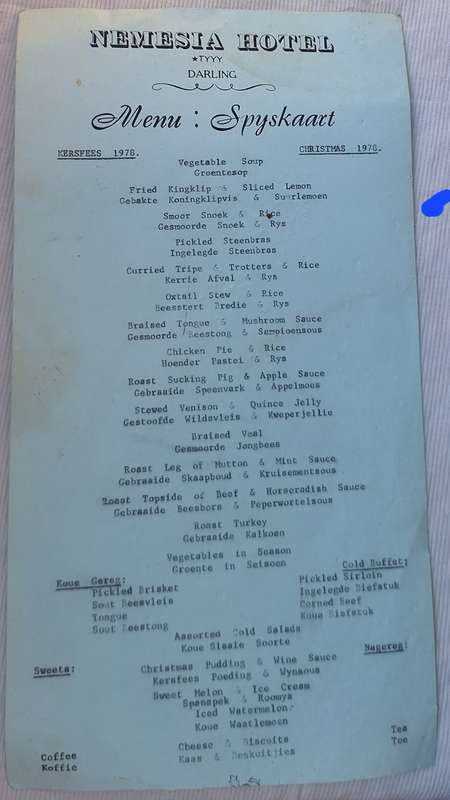 NEMESIA HOTEL
★TYYY
DARLING
Menu : Spyskaart
KERSFEES 1978. CHRISTMAS 1978.
Vegetable Soup
Groentesop
Fried Kingklip & Sliced Lemon
Gebakte Koningklipvis & Suurlemoen
Smoor Snoek & Rice
Gesmoorde Snoek & Rys
Pickled Steenbras
Ingelegde Steenbras
Curried Tripe & Trotters & Rice
Kerrie Afval & Rys
Oxtail Stew & Rice
Beesstert Bredie & Rys
Braised Tongue & Mushroom Sauce
Gesmoorde Beestong & Sampioensous
Chicken Pie & Rice
Hoender Pastei & Rys
Roast Sucking Pig & Apple Sauce
Gebraaide Speenvark & Appelmoes
Stewed Venison & Quince Jelly
Gestoofde Wildsvleis & Kweperjellie
Braised Veal
Gesmoorde Jongbees
Roast Leg of Mutton & Mint Sauce
Gebraaide Skaapboud & Kruisementsous
Roast Topside of Beef & Horseradish Sauce
Gebraaide Beesbors & Peperwortelsous
Roast Turkey
Gebraaide Kalkoen
Vegetables in Season
Groente in Seisoen
Koue Gereg: Cold Buffet:
Pickled Brisket Pickled Sirloin
Sout Beesvleis Ingelegde Biefstuk
Tongue Corned Beef
Sout Beestong Koue Biefstuk
Assorted Cold Salads
Koue Slaaie Soorte
Sweets: Nagereg:
Christmas Pudding & Wine Sauce
Kersfees Poeding & Wynsous
Sweet Melon & Ice Cream
Spanspek & Roomys
Iced Watermelon
Koue Waatlemoen
Cheese & Biscuits
Kaas & Beskuitjies
Coffee Tea
Koffie Tee